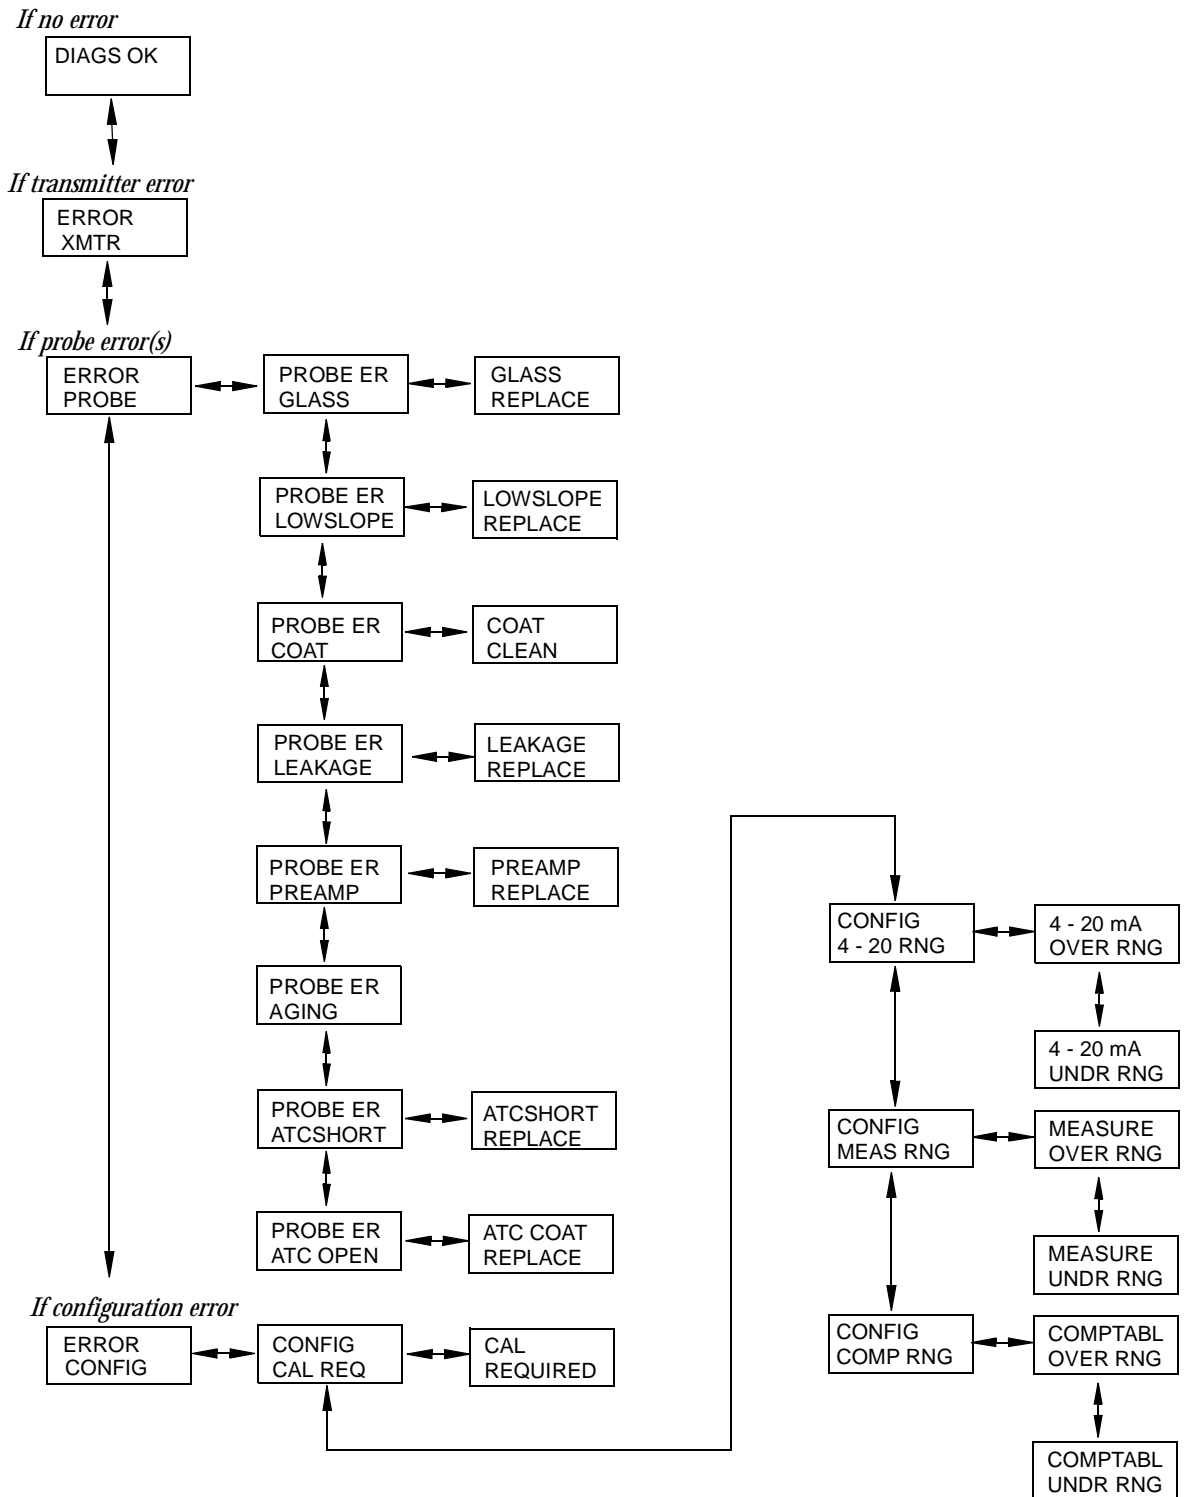 If no error
DIAGS OK
If transmitter error
ERROR
XMTR
If probe error(s)
ERROR
PROBE
PROBE ER
GLASS
GLASS
REPLACE
PROBE ER
LOWSLOPE
LOWSLOPE
REPLACE
PROBE ER
COAT
COAT
CLEAN
PROBE ER
LEAKAGE
LEAKAGE
REPLACE
PROBE ER
PREAMP
PREAMP
REPLACE
PROBE ER
AGING
PROBE ER
ATCSHORT
ATCSHORT
REPLACE
PROBE ER
ATC OPEN
ATC COAT
REPLACE
If configuration error
ERROR
CONFIG
CONFIG
CAL REQ
CAL
REQUIRED
CONFIG
4 - 20 RNG
4 - 20 mA
OVER RNG
4 - 20 mA
UNDR RNG
CONFIG
MEAS RNG
MEASURE
OVER RNG
MEASURE
UNDR RNG
CONFIG
COMP RNG
COMPTABL
OVER RNG
COMPTABL
UNDR RNG